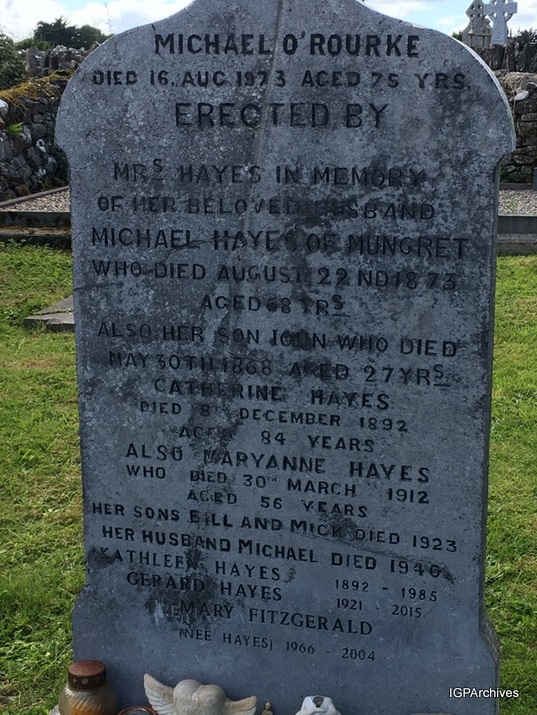 MICHAEL O'ROURKE
DIED 16. AUG 1973 AGED 75 YRS.
ERECTED BY
MRS HAYES IN MEMORY
OF HER BELOVED HUSBAND
MICHAEL HAYES OF MUNGRET
WHO DIED AUGUST 22ND 1873
AGED 68 YRS
ALSO HER SON JOHN WHO DIED
MAY 30TH 1868 AGED 27 YRS
CATHERINE HAYES
DIED 8 DECEMBER 1892
AGED 84 YEARS
ALSO MARYANNE HAYES
WHO DIED 30TH MARCH 1912
AGED 56 YEARS
HER SONS BILL AND MICK DIED 1923
HER HUSBAND MICHAEL DIED 1940
KATHLEEN HAYES 1892 - 1985
GERARD HAYES 1921 - 2015
MARY FITZGERALD
(NEE HAYES) 1966 - 2004
IGPArchives